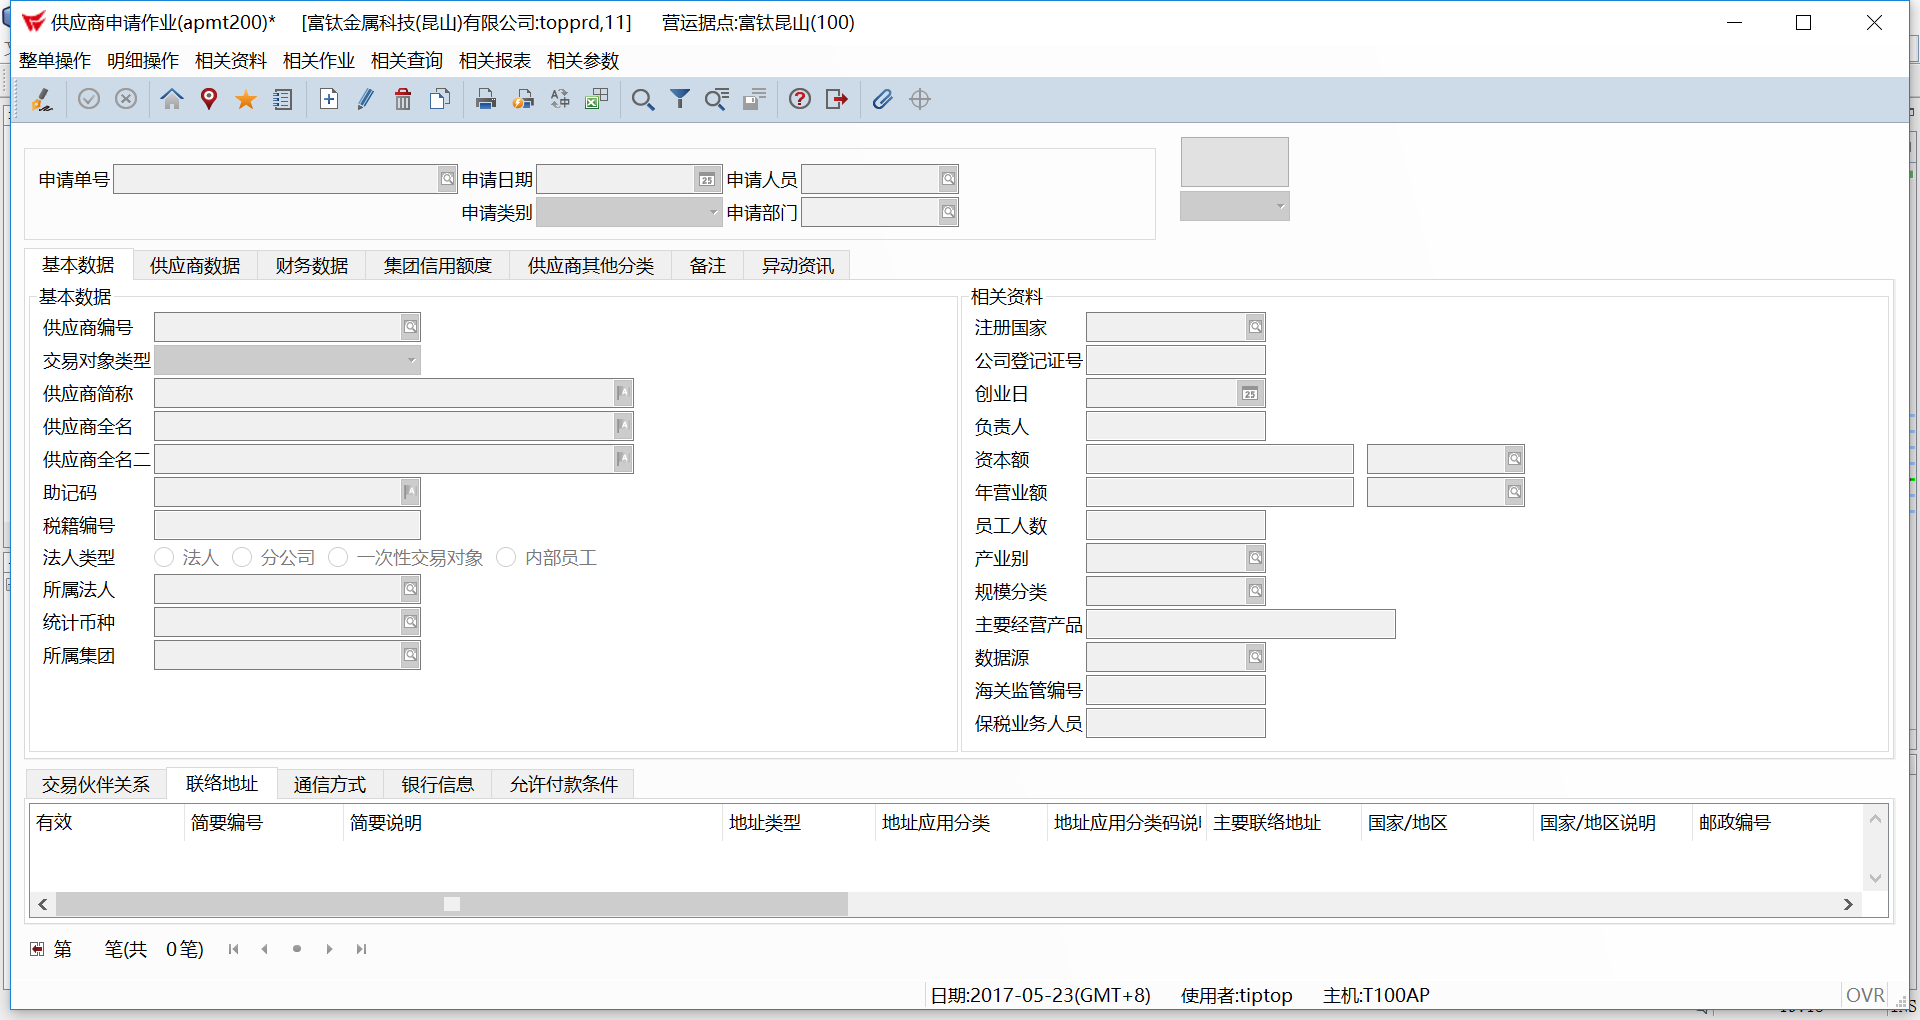 供应商申请作业(apmt200)* [富钛金属科技(昆山)有限公司:topprd,11] 营运据点:富钛昆山(100)
整单操作 明细操作 相关资料 相关作业 相关查询 相关报表 相关参数
申请单号 申请日期 25 申请人员
申请类别 申请部门
基本数据 供应商数据 财务数据 集团信用额度 供应商其他分类 备注 异动资讯
基本数据
供应商编号
交易对象类型
供应商简称
供应商全名
供应商全名二
助记码
税籍编号
法人类型 法人 分公司 一次性交易对象 内部员工
所属法人
统计币种
所属集团
相关资料
注册国家
公司登记证号
创业日 25
负责人
资本额
年营业额
员工人数
产业别
规模分类
主要经营产品
数据源
海关监管编号
保税业务人员
交易伙伴关系 联络地址 通信方式 银行信息 允许付款条件
有效 简要编号 简要说明 地址类型 地址应用分类 地址应用分类码说 主要联络地址 国家/地区 国家/地区说明 邮政编号
第 笔(共 0笔)
日期:2017-05-23(GMT+8) 使用者:tiptop 主机:T100AP OVR